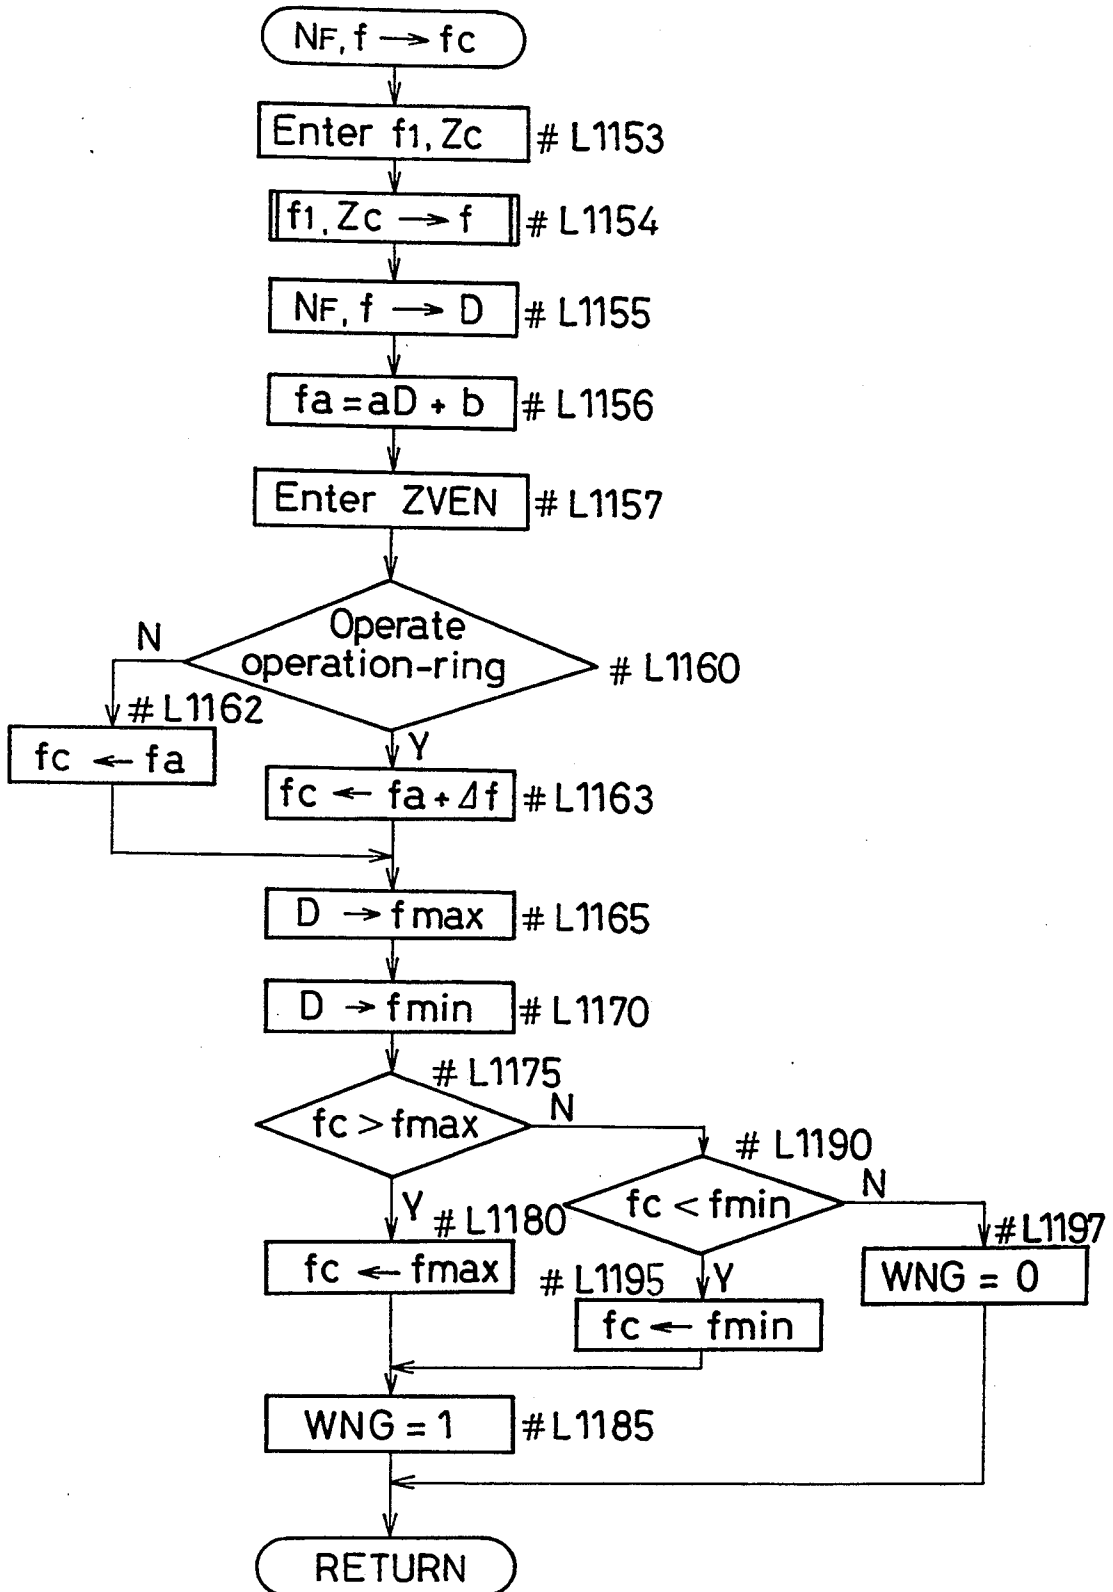 NF, f → fc
Enter f1, Zc # L1153
f1, Zc → f # L1154
NF, f → D # L1155
fa = aD + b # L1156
Enter ZVEN # L1157
Operate
operation-ring
N
# L1160
# L1162
fc ← fa
Y
fc ← fa + Δf # L1163
D → fmax # L1165
D → fmin # L1170
# L1175
fc > fmax
N
# L1190
fc < fmin
N
Y
# L1180
# L1197
fc ← fmax
# L1195
Y
WNG = 0
fc ← fmin
WNG = 1 # L1185
RETURN